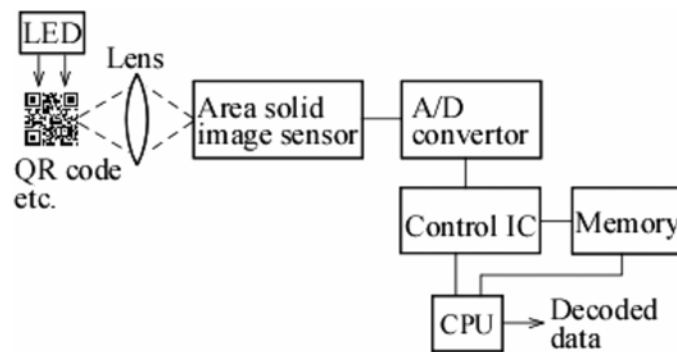 LED
Lens
QR code
etc.
Area solid
image sensor
A/D
convertor
Control IC
Memory
CPU
Decoded
data